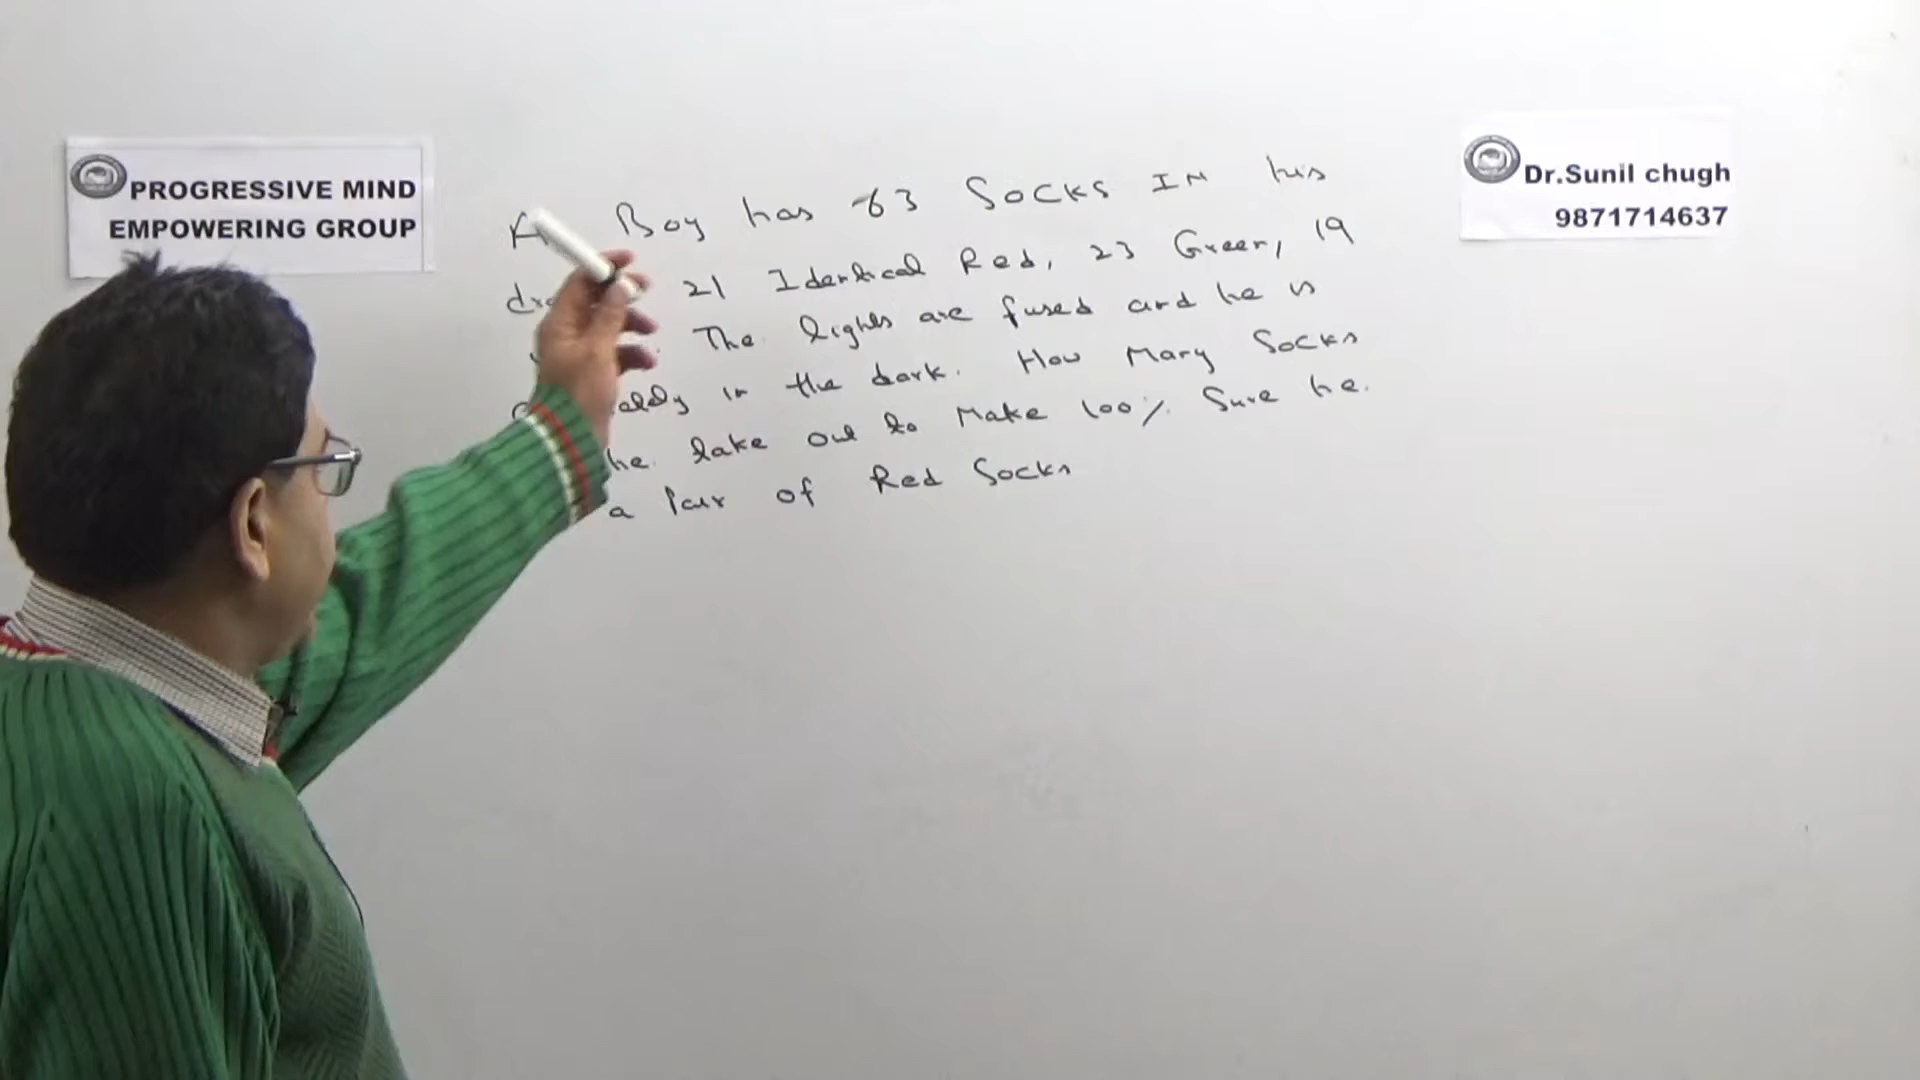 PROGRESSIVE MIND
EMPOWERING GROUP
Dr.Sunil chugh
9871714637
Boy has 63 Socks IN his
21 Identical Red, 23 Green, 19
The lights are fused and he is
in the dark. How Many Socks
he take out to Make 100% Sure he
a Pair of Red Socks